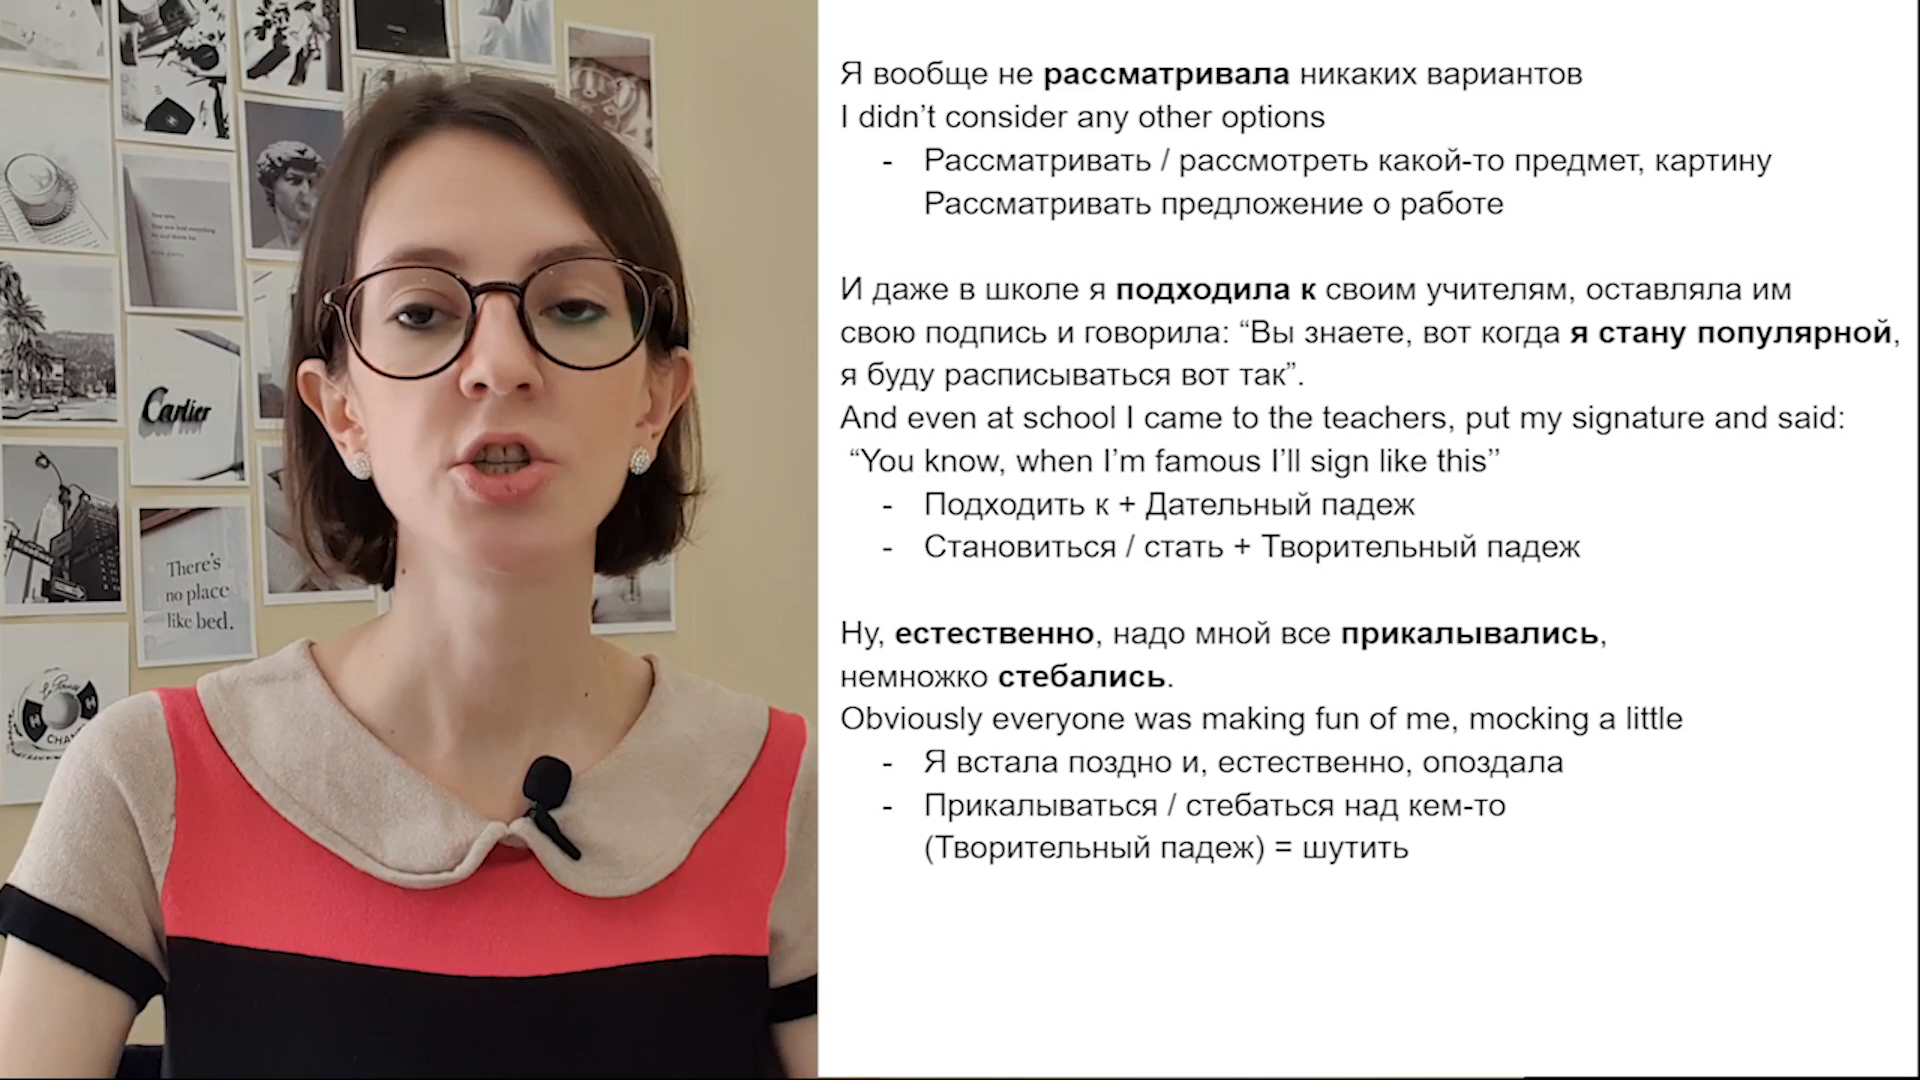 Cartier
There's
no place
like bed.
Я вообще не рассматривала никаких вариантов
I didn’t consider any other options
- Рассматривать / рассмотреть какой-то предмет, картину
Рассматривать предложение о работе
И даже в школе я подходила к своим учителям, оставляла им
свою подпись и говорила: “Вы знаете, вот когда я стану популярной,
я буду расписываться вот так”.
And even at school I came to the teachers, put my signature and said:
“You know, when I’m famous I’ll sign like this’’
- Подходить к + Дательный падеж
- Становиться / стать + Творительный падеж
Ну, естественно, надо мной все прикалывались,
немножко стебались.
Obviously everyone was making fun of me, mocking a little
- Я встала поздно и, естественно, опоздала
- Прикалываться / стебаться над кем-то
(Творительный падеж) = шутить